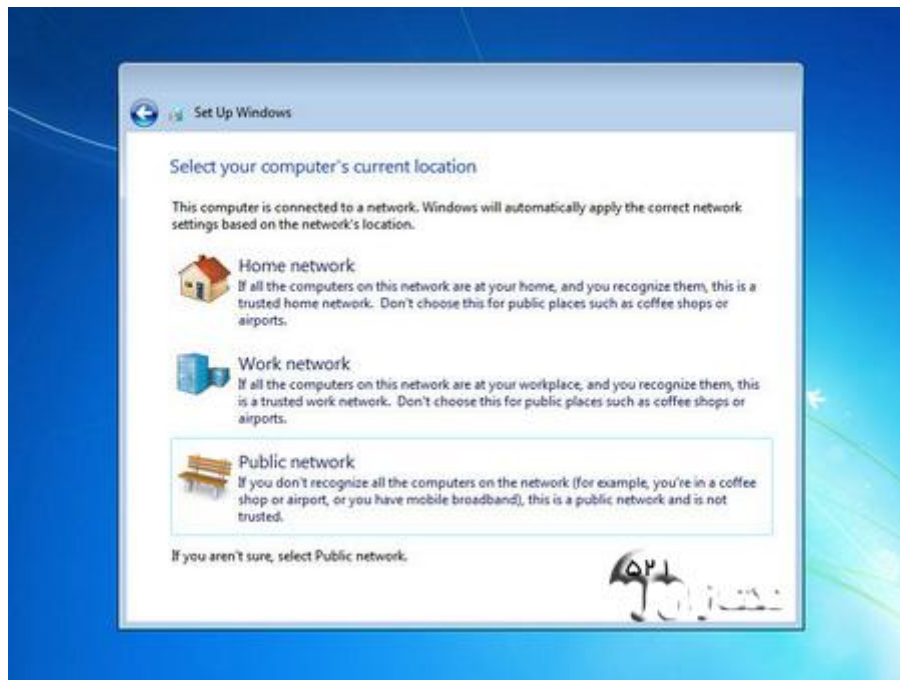 Set Up Windows
Select your computer's current location
This computer is connected to a network. Windows will automatically apply the correct network
settings based on the network's location.
Home network
If all the computers on this network are at your home, and you recognize them, this is a
trusted home network. Don't choose this for public places such as coffee shops or
airports.
Work network
If all the computers on this network are at your workplace, and you recognize them, this
is a trusted work network. Don't choose this for public places such as coffee shops or
airports.
Public network
If you don't recognize all the computers on the network (for example, you're in a coffee
shop or airport, or you have mobile broadband), this is a public network and is not
trusted.
If you aren't sure, select Public network.
۵۲۱